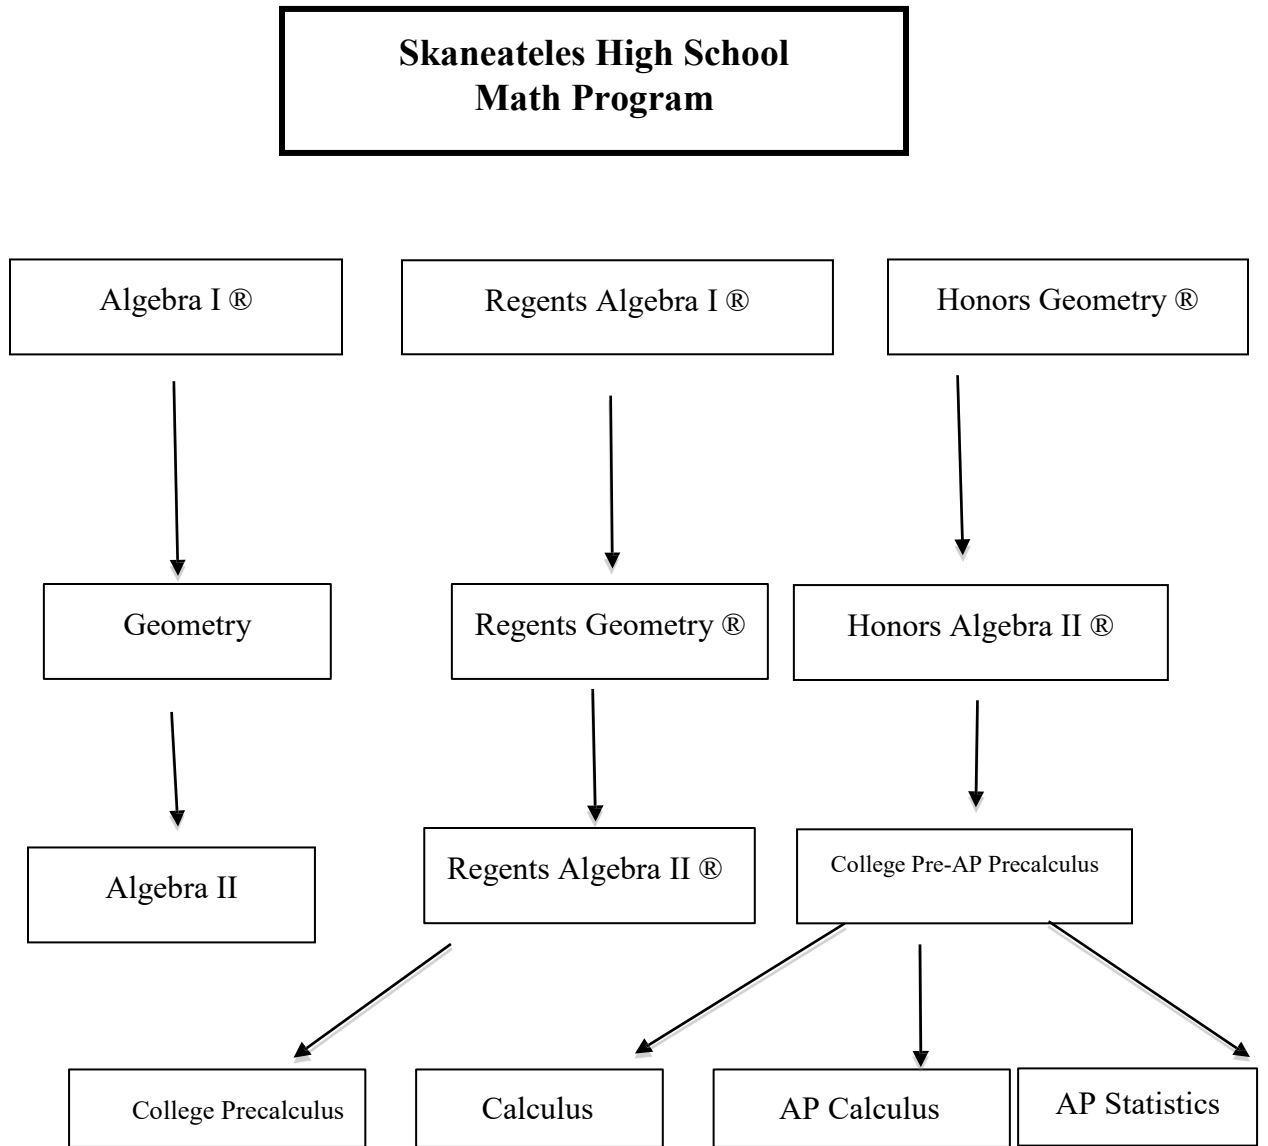 Skaneateles High School
Math Program
Algebra I ®
Regents Algebra I ®
Honors Geometry ®
Geometry
Regents Geometry ®
Honors Algebra II ®
Algebra II
Regents Algebra II ®
College Pre-AP Precalculus
College Precalculus
Calculus
AP Calculus
AP Statistics